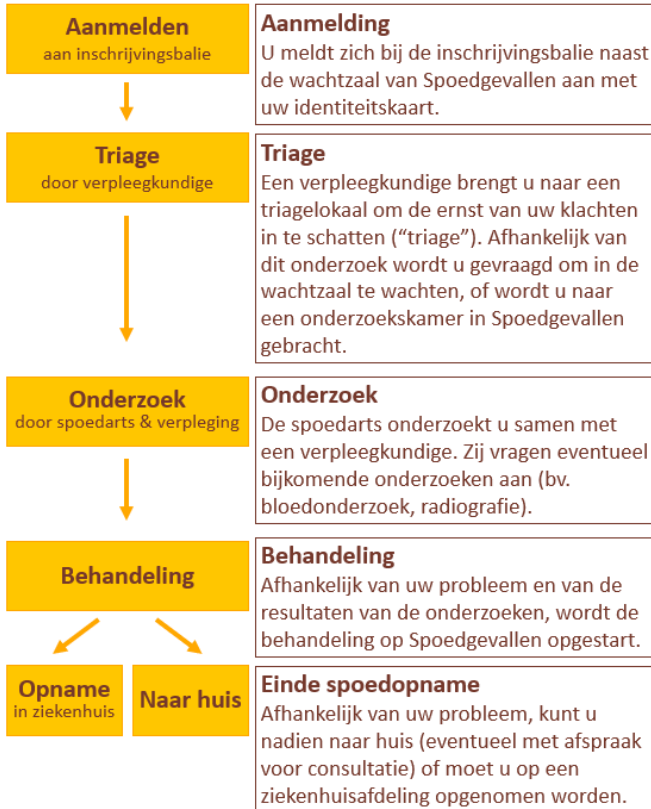 Aanmelden
aan inschrijvingsbalie
Aanmelding
U meldt zich bij de inschrijvingsbalie naast
de wachtzaal van Spoedgevallen aan met
uw identiteitskaart.
Triage
door verpleegkundige
Triage
Een verpleegkundige brengt u naar een
triagelokaal om de ernst van uw klachten
in te schatten (“triage”). Afhankelijk van
dit onderzoek wordt u gevraagd om in de
wachtzaal te wachten, of wordt u naar
een onderzoekskamer in Spoedgevallen
gebracht.
Onderzoek
door spoedarts & verpleging
Onderzoek
De spoedarts onderzoekt u samen met
een verpleegkundige. Zij vragen eventueel
bijkomende onderzoeken aan (bv.
bloedonderzoek, radiografie).
Behandeling
Behandeling
Afhankelijk van uw probleem en van de
resultaten van de onderzoeken, wordt de
behandeling op Spoedgevallen opgestart.
Opname
in ziekenhuis
Naar huis
Einde spoedopname
Afhankelijk van uw probleem, kunt u
nadien naar huis (eventueel met afspraak
voor consultatie) of moet u op een
ziekenhuisafdeling opgenomen worden.